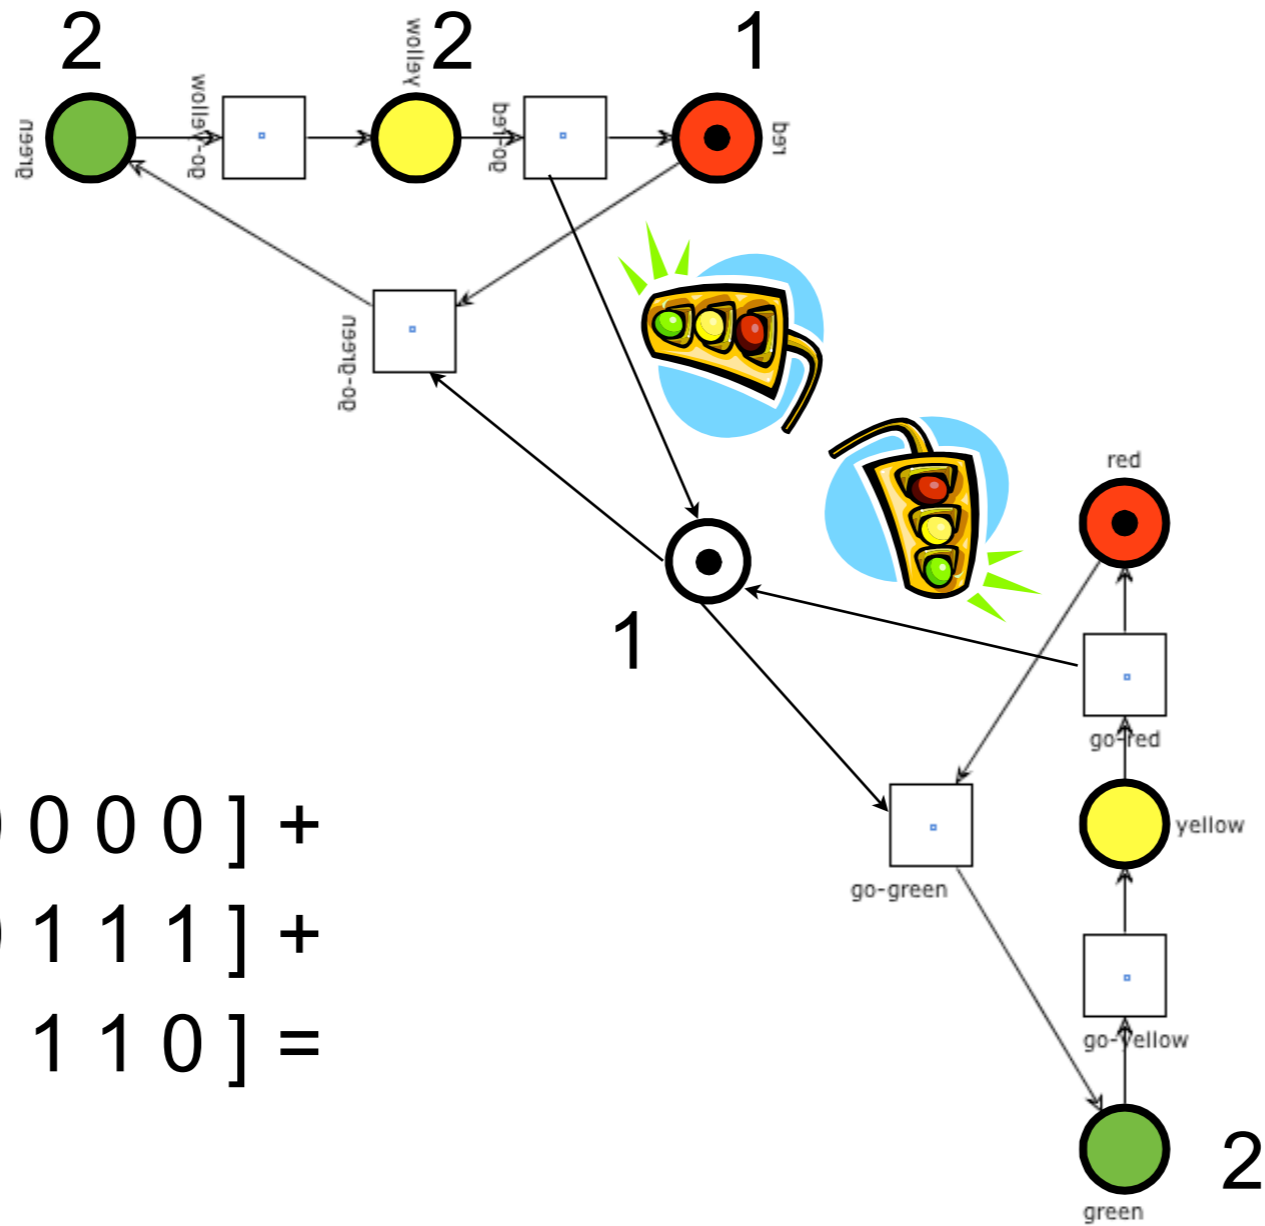 2
2
1
yellow
go-yellow
go-red
green
red
go-green
red
1
go-red
0 0 0 ] +
yellow
go-green
1 1 1 ] +
1 1 0 ] =
go-yellow
2
green